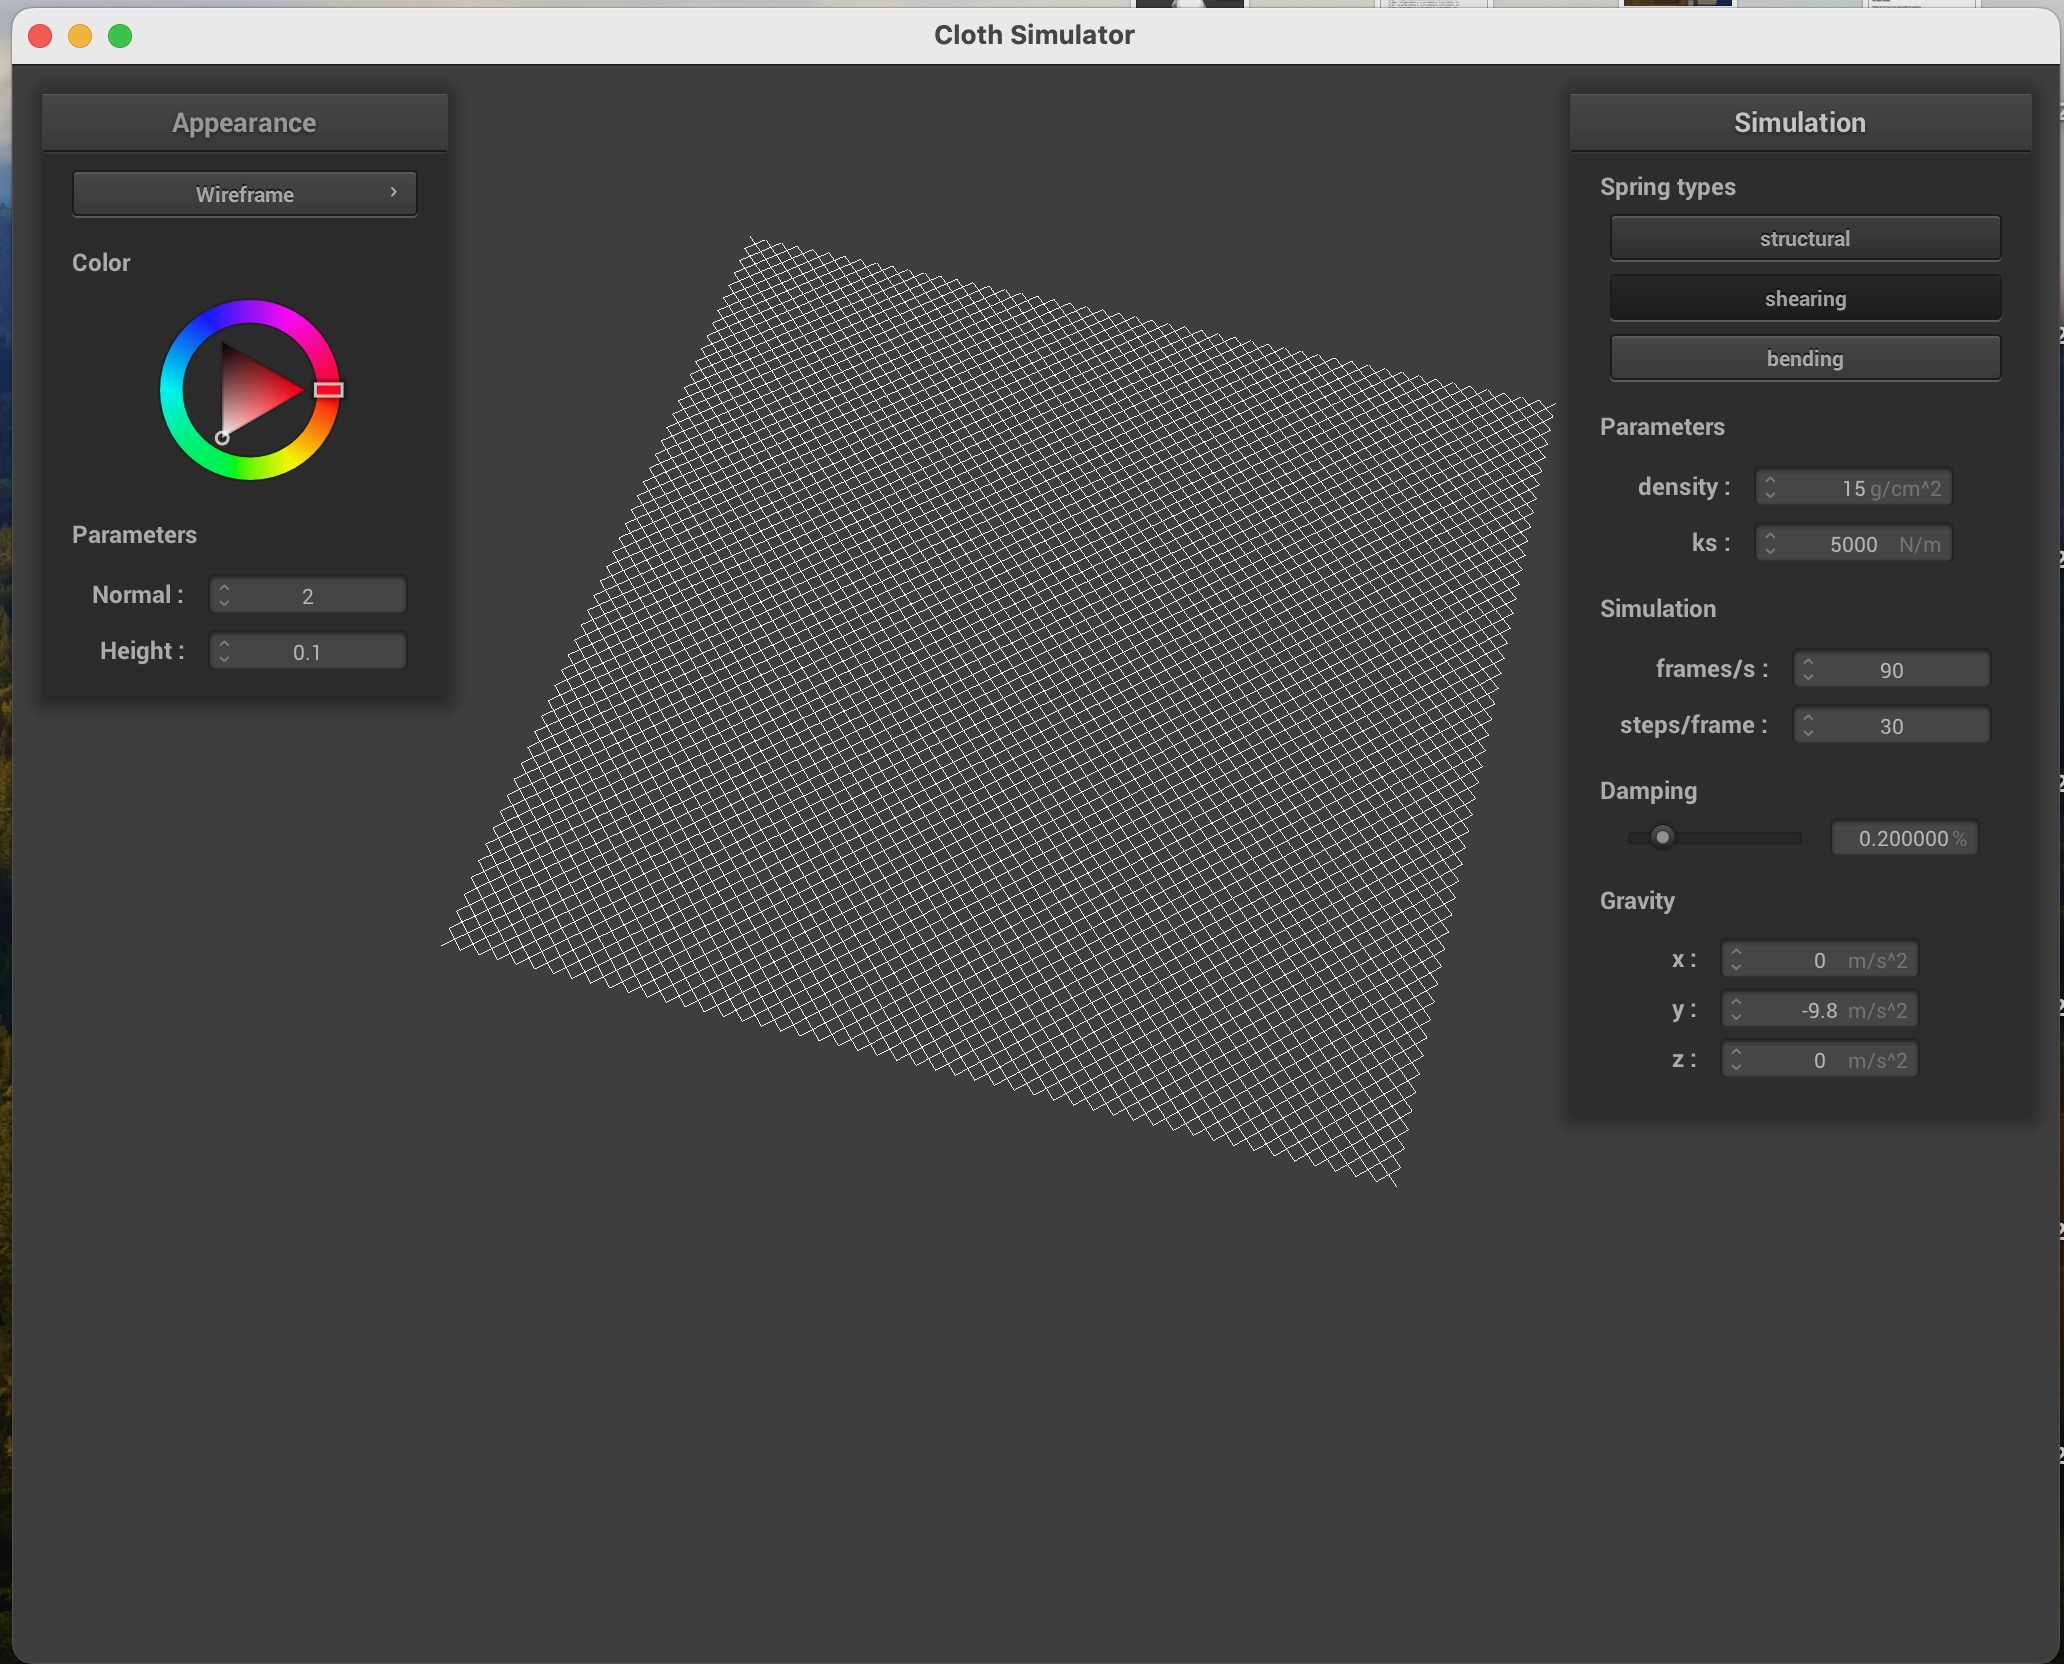 Cloth Simulator
Appearance
Wireframe
Color
Parameters
Normal : 2
Height : 0.1
Simulation
Spring types
structural
shearing
bending
Parameters
density : 15 g/cm^2
ks : 5000 N/m
Simulation
frames/s : 90
steps/frame : 30
Damping
0.200000 %
Gravity
x : 0 m/s^2
y : -9.8 m/s^2
z : 0 m/s^2